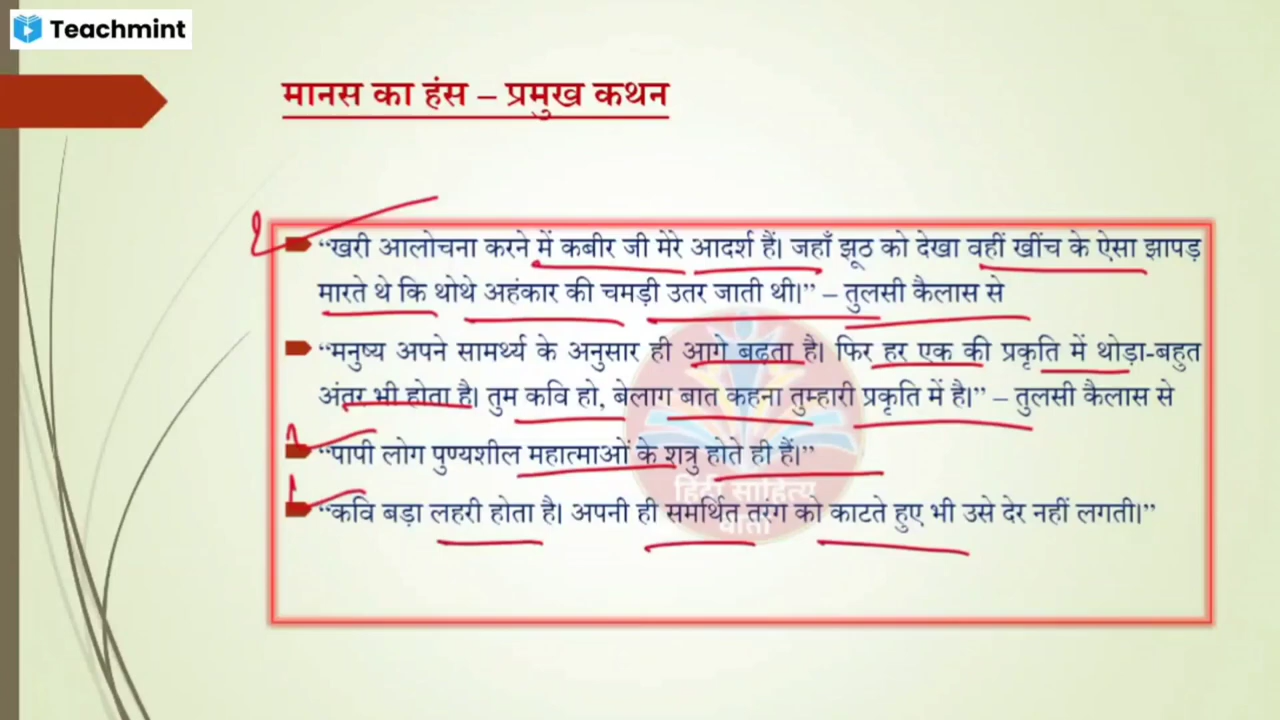 Teachmint
मानस का हंस – प्रमुख कथन
“खरी आलोचना करने में कबीर जी मेरे आदर्श हैं। जहाँ झूठ को देखा वहीं खींच के ऐसा झापड़
मारते थे कि थोथे अहंकार की चमड़ी उतर जाती थी।” – तुलसी कैलास से
“मनुष्य अपने सामर्थ्य के अनुसार ही आगे बढ़ता है। फिर हर एक की प्रकृति में थोड़ा-बहुत
अंतर भी होता है। तुम कवि हो, बेलाग बात कहना तुम्हारी प्रकृति में है।” – तुलसी कैलास से
“पापी लोग पुण्यशील महात्माओं के शत्रु होते ही हैं।”
हिंदी साहित्य
“कवि बड़ा लहरी होता है। अपनी ही समर्थित तरंग को काटते हुए भी उसे देर नहीं लगती।”
वार्ता